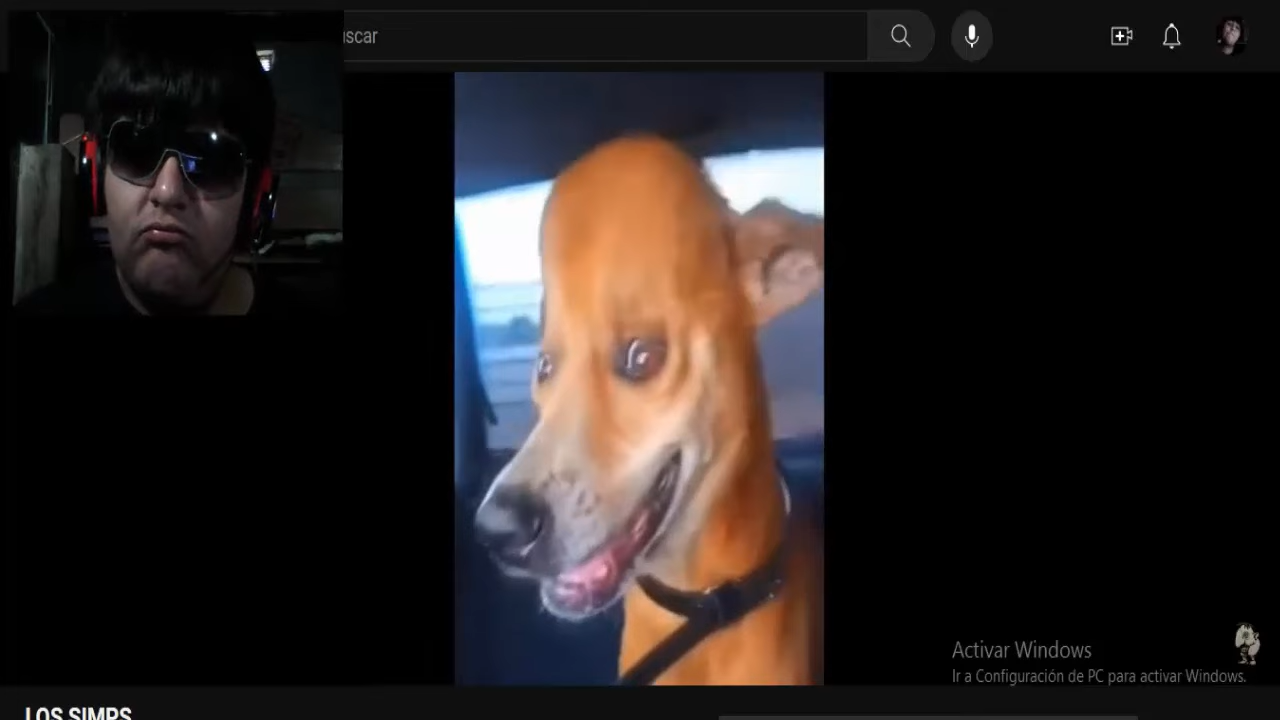 scar
Activar Windows
Ir a Configuración de PC para activar Windows.
LOS SIMPS